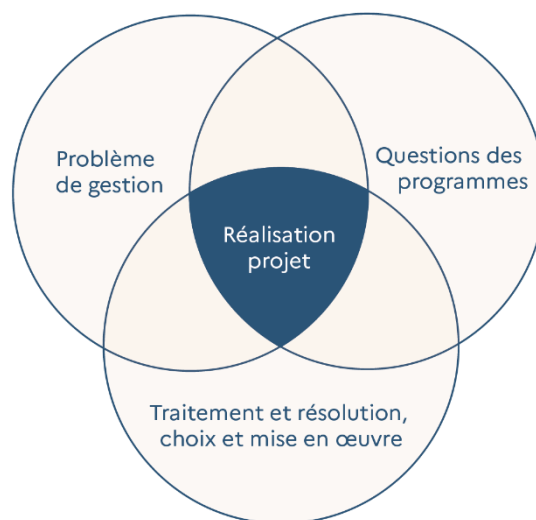 Problème
de gestion
Questions des
programmes
Réalisation
projet
Traitement et résolution,
choix et mise en œuvre